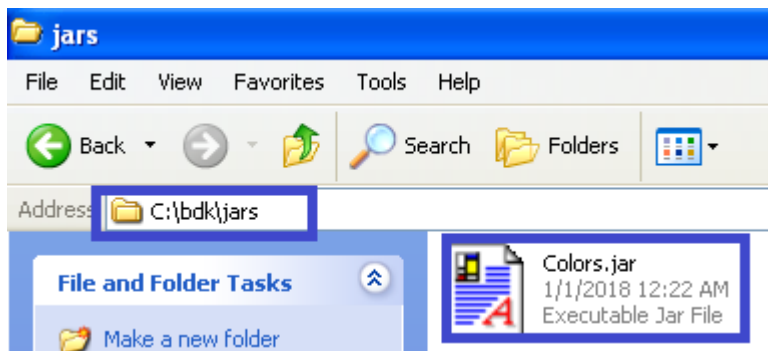 jars
File Edit View Favorites Tools Help
Back Search Folders
Address C:\bdk\jars
File and Folder Tasks
Make a new folder
Colors.jar
1/1/2018 12:22 AM
Executable Jar File